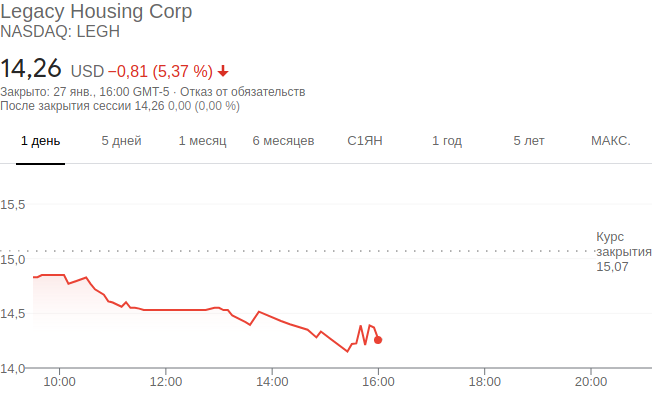 Legacy Housing Corp
NASDAQ: LEGH
14,26 USD −0,81 (5,37 %)
Закрыто: 27 янв., 16:00 GMT-5 · Отказ от обязательств
После закрытия сессии 14,26 0,00 (0,00 %)
1 день 5 дней 1 месяц 6 месяцев С1ЯН 1 год 5 лет МАКС.
15,5
Курс
закрытия
15,07
15,0
14,5
14,0
10:00 12:00 14:00 16:00 18:00 20:00